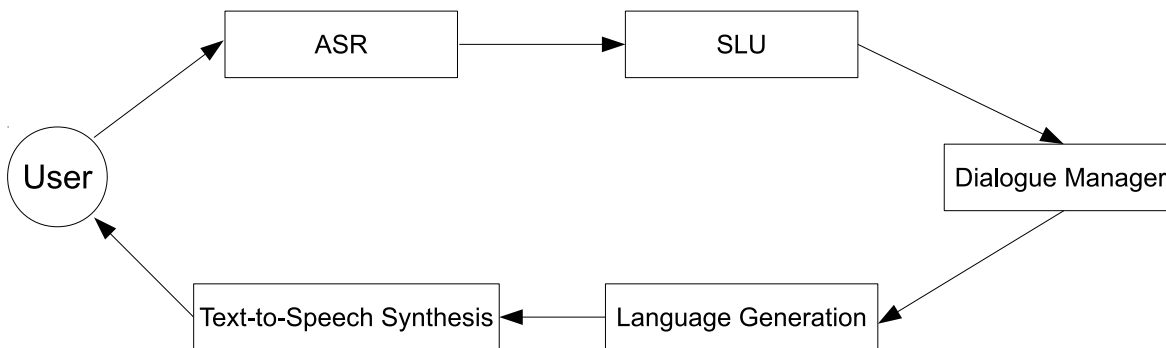 ASR
SLU
User
Dialogue Manager
Text-to-Speech Synthesis
Language Generation